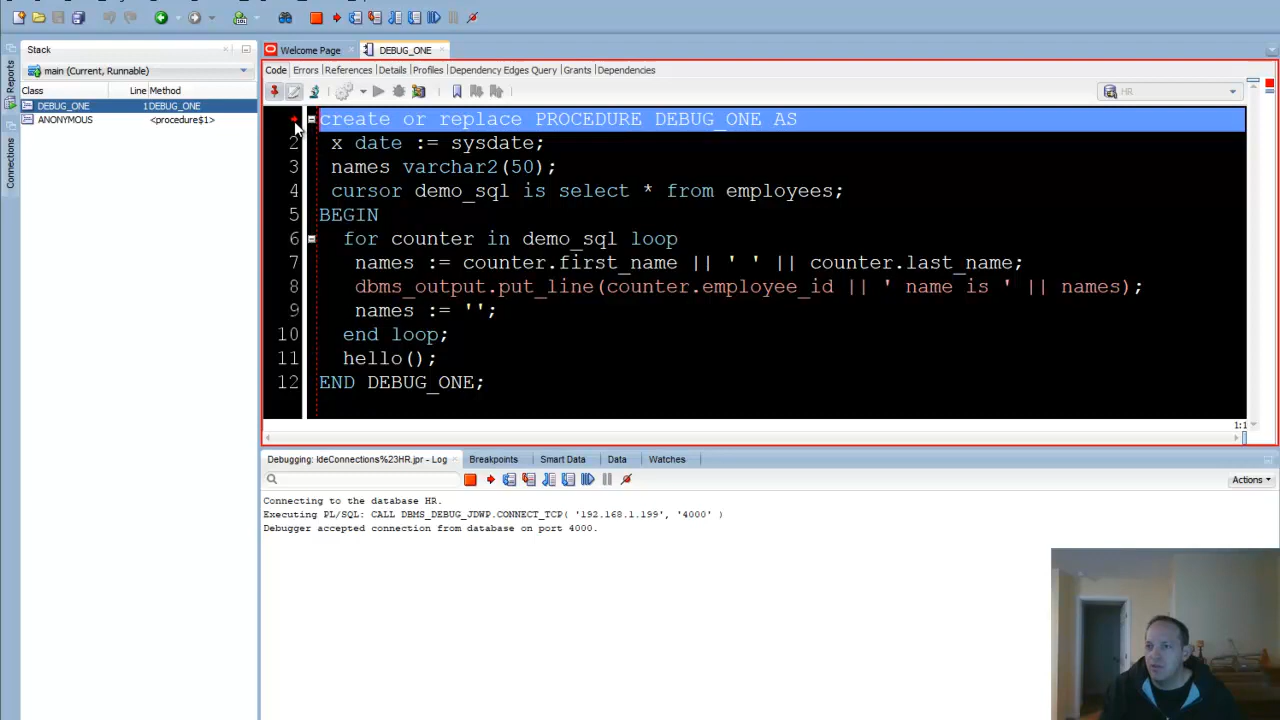 Stack
Welcome Page
DEBUG_ONE
Reports
Connections
main (Current, Runnable)
Class Line Method
DEBUG_ONE 1 DEBUG_ONE
ANONYMOUS <procedure$1>
Code Errors References Details Profiles Dependency Edges Query Grants Dependencies
HR
create or replace PROCEDURE DEBUG_ONE AS
2 x date := sysdate;
3 names varchar2(50);
4 cursor demo_sql is select * from employees;
5 BEGIN
6 for counter in demo_sql loop
7 names := counter.first_name || ' ' || counter.last_name;
8 dbms_output.put_line(counter.employee_id || ' name is ' || names);
9 names := '';
10 end loop;
11 hello();
12 END DEBUG_ONE;
1:1
Debugging: IdeConnections%23HR.jpr - Log Breakpoints Smart Data Data Watches
Actions
Connecting to the database HR.
Executing PL/SQL: CALL DBMS_DEBUG_JDWP.CONNECT_TCP( '192.168.1.199', '4000' )
Debugger accepted connection from database on port 4000.